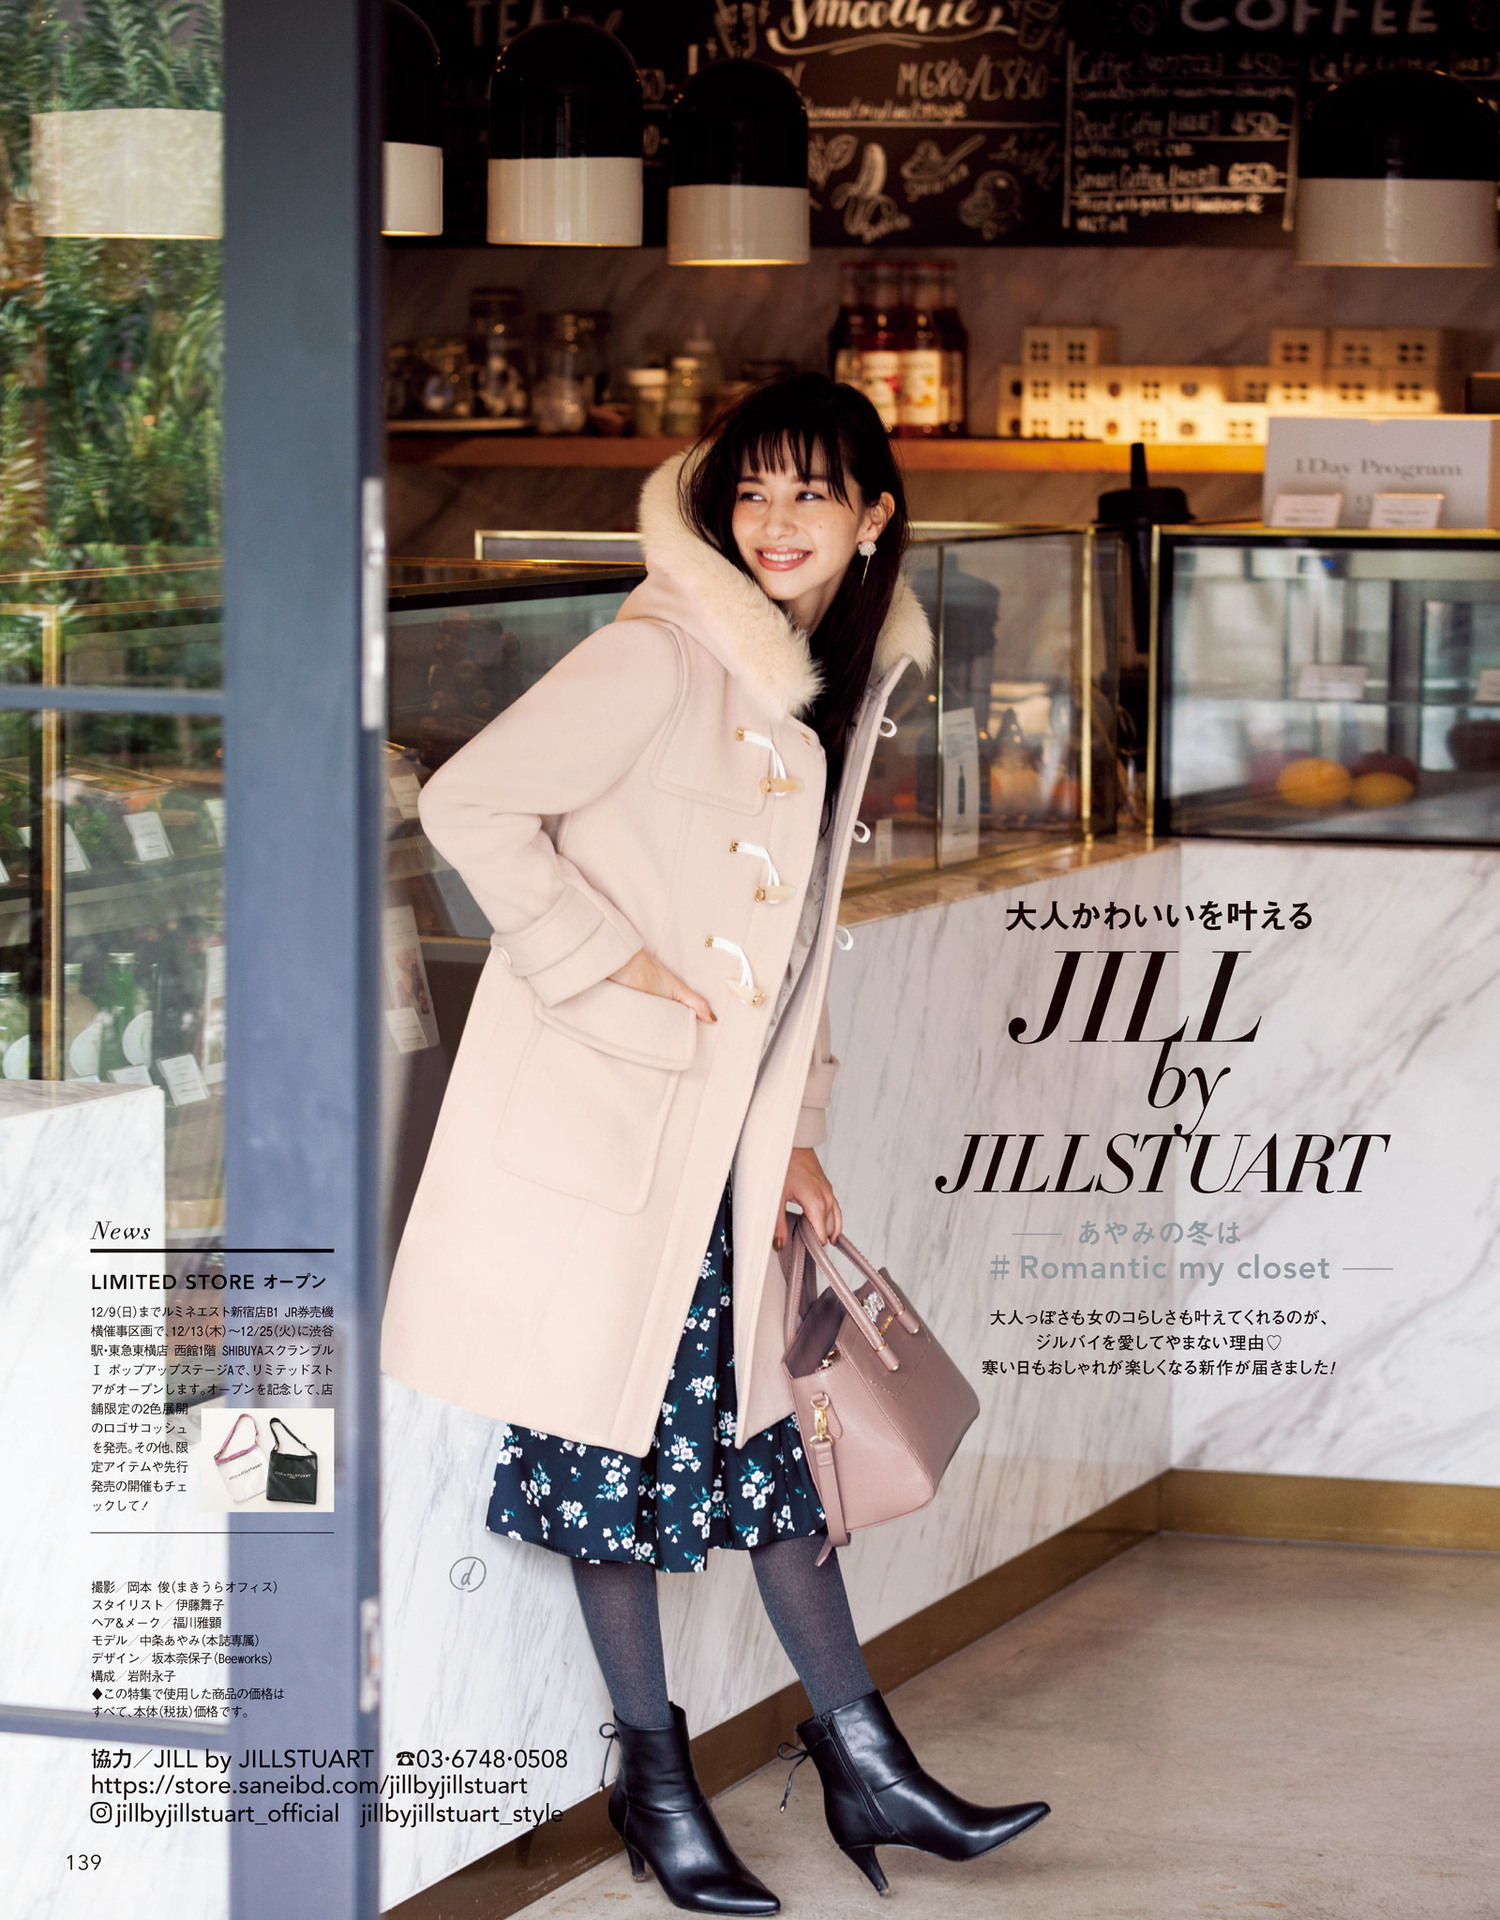 TEA
Smoothie
COFFEE
M680/L830
450-
450-
1Day Program
大人かわいいを叶える
JILL
by
JILLSTUART
あやみの冬は
#Romantic my closet
大人っぽさも女のコらしさも叶えてくれるのが、
ジルバイを愛してやまない理由♡
寒い日もおしゃれが楽しくなる新作が届きました!
News
LIMITED STORE オープン
12/9(日)までルミネエスト新宿店B1 JR券売機
横催事区画で、12/13(木)〜12/25(火)に渋谷
駅・東急東横店 西館1階 SHIBUYAスクランブル
Ⅰ ポップアップステージAで、リミテッドスト
アがオープンします。オープンを記念して、店
舗限定の2色展開
のロゴサコッシュ
を発売。その他、限
定アイテムや先行
発売の開催もチェ
ックして!
JILL by JILLSTUART
JILL by JILLSTUART
d
撮影/岡本 俊(まきうらオフィス)
スタイリスト/伊藤舞子
ヘア&メーク/福川雅顕
モデル/中条あやみ(本誌専属)
デザイン/坂本奈保子(Beeworks)
構成/岩附永子
◆この特集で使用した商品の価格は
すべて、本体(税抜)価格です。
協力/JILL by JILLSTUART ☎03・6748・0508
https://store.saneibd.com/jillbyjillstuart
jillbyjillstuart_official jillbyjillstuart_style
139